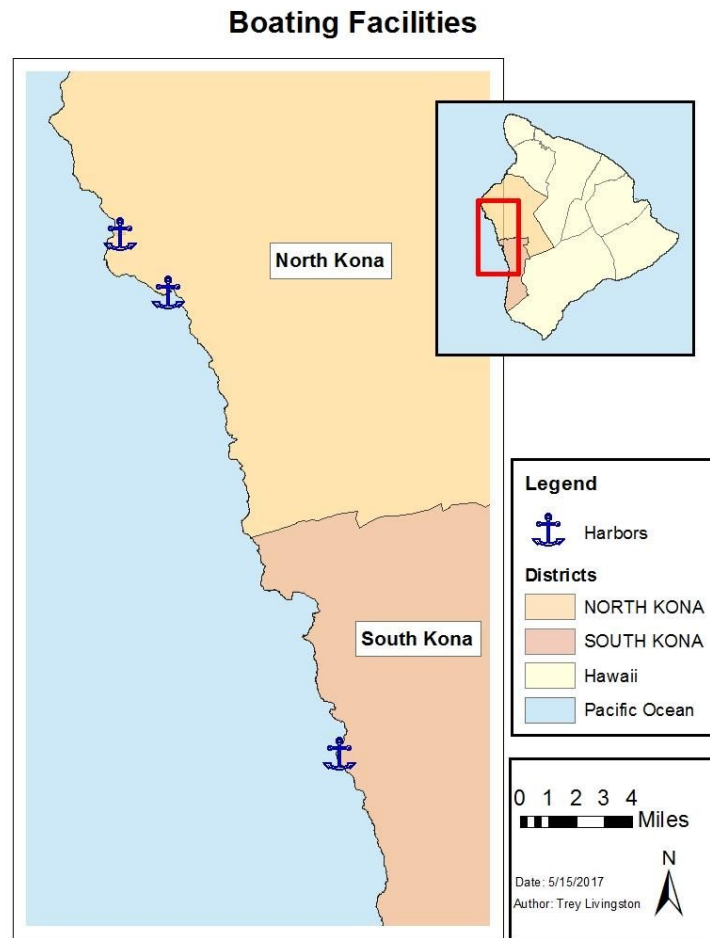 Boating Facilities
North Kona
South Kona
Legend
Harbors
Districts
NORTH KONA
SOUTH KONA
Hawaii
Pacific Ocean
0 1 2 3 4
Miles
N
Date: 5/15/2017
Author: Trey Livingston